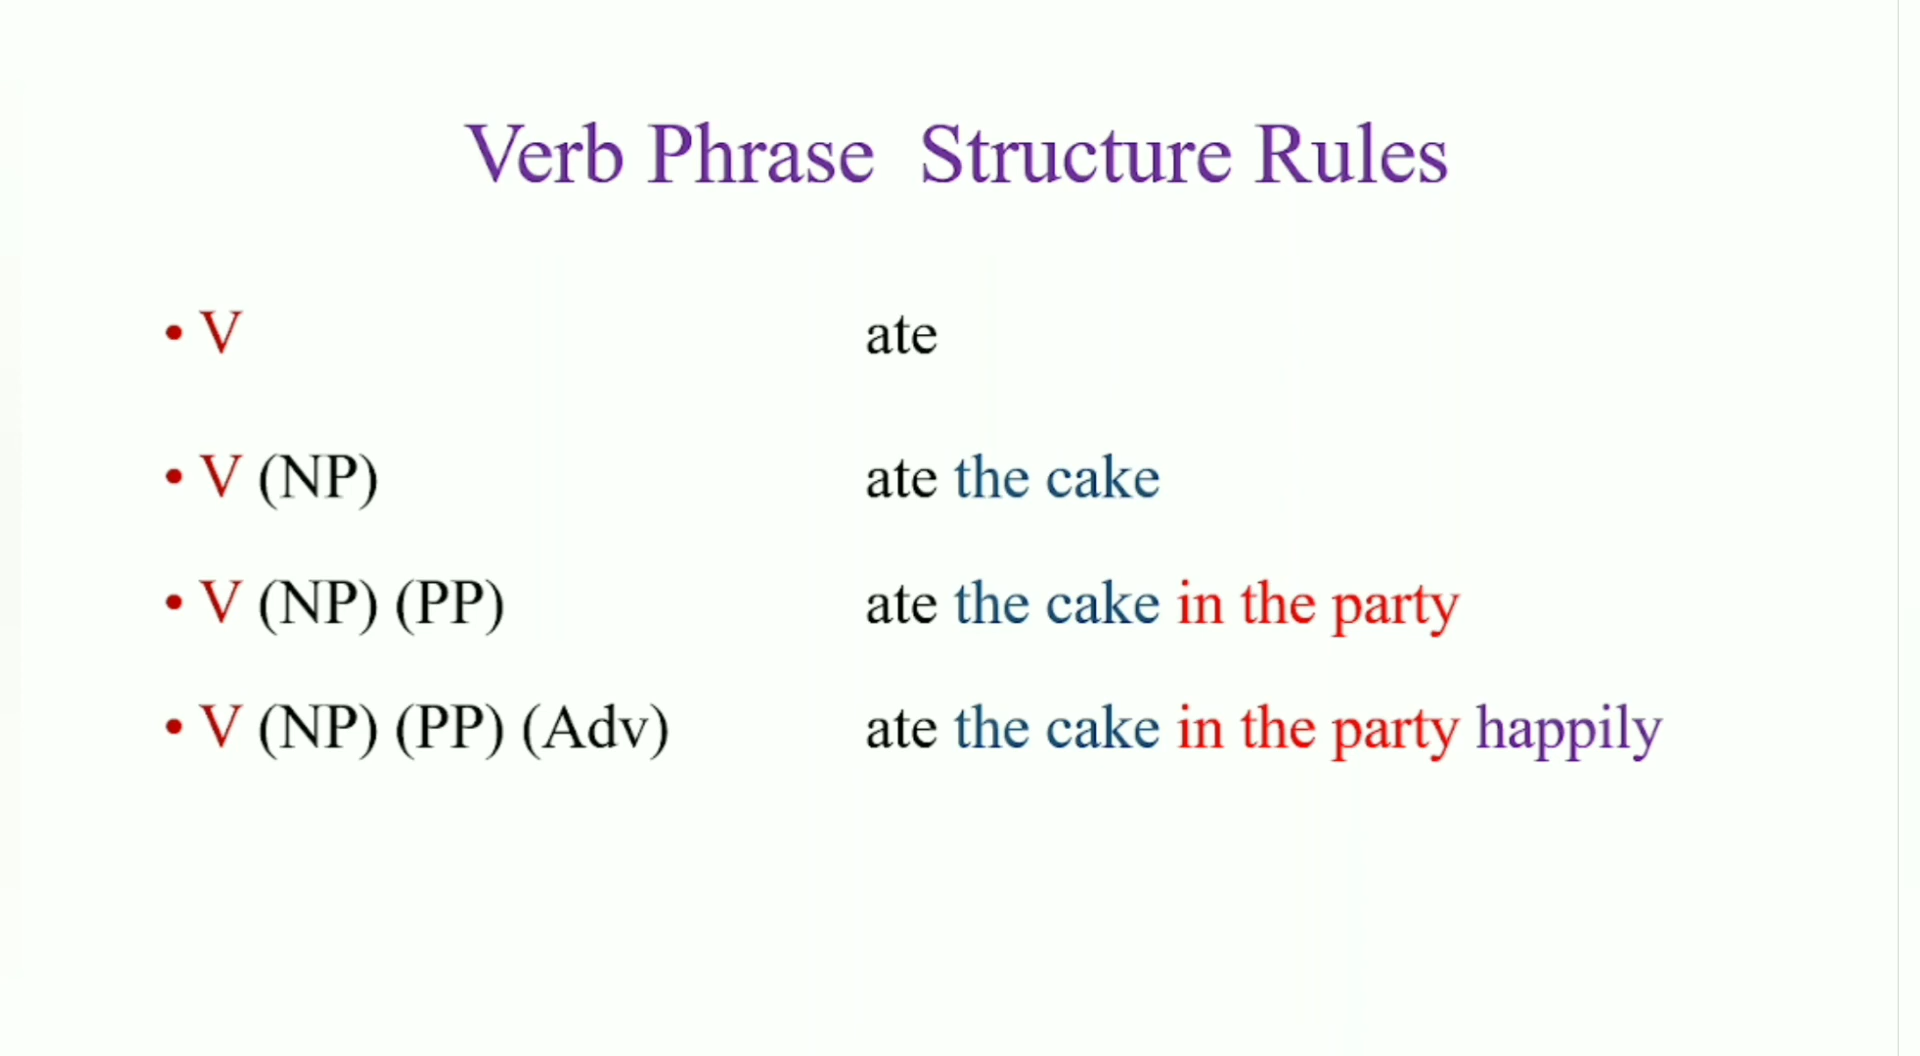 Verb Phrase  Structure Rules
• V ate
• V (NP) ate the cake
• V (NP) (PP) ate the cake in the party
• V (NP) (PP) (Adv) ate the cake in the party happily